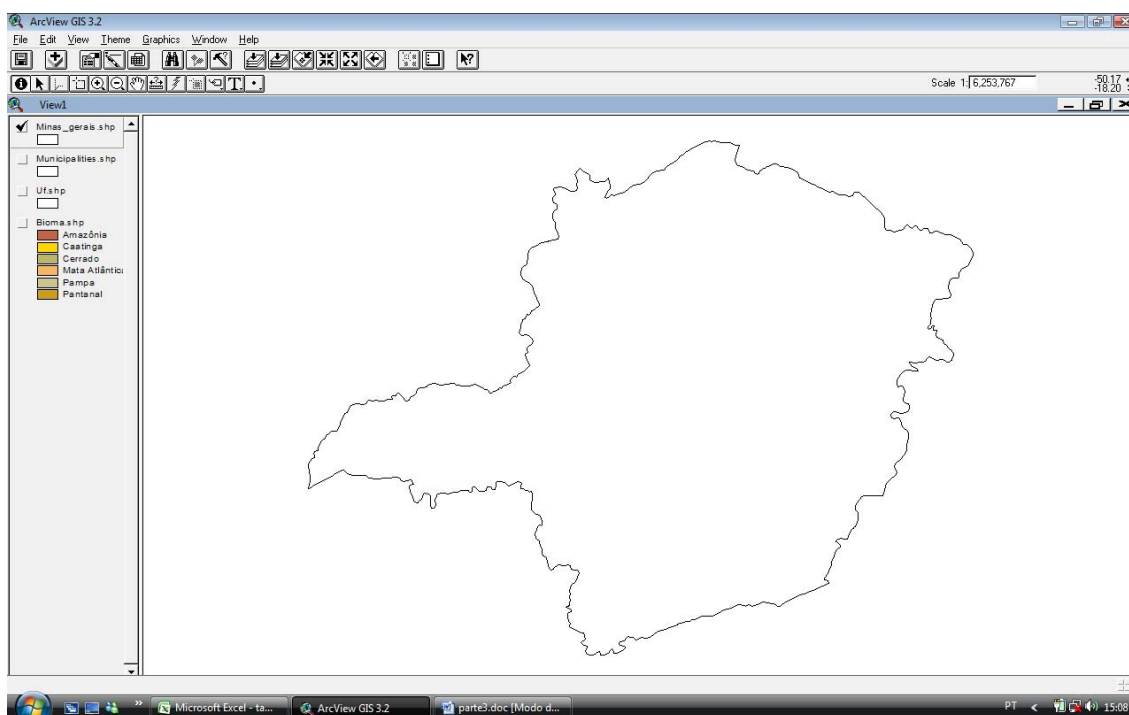 ArcView GIS 3.2
File Edit View Theme Graphics Window Help
Scale 1: 6,253,767
-50.17
-18.20
View1
Minas_gerais.shp
Municipalities.shp
Uf.shp
Bioma.shp
Amazônia
Caatinga
Cerrado
Mata Atlântic
Pampa
Pantanal
Microsoft Excel - ta...
ArcView GIS 3.2
parte3.doc [Modo d...
PT
15:08